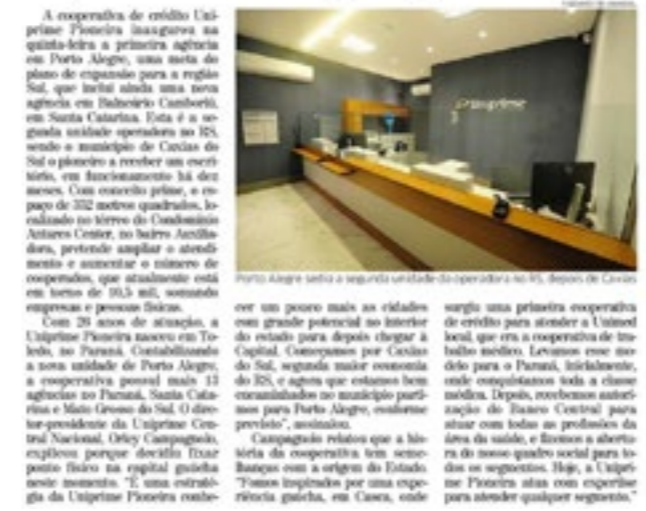 A cooperativa de crédito Uni-
prime Pioneira inaugurou na
quinta-feira a primeira agência
em Porto Alegre, uma meta do
plano de expansão para a região
Sul, que inclui ainda uma nova
agência em Balneário Camboriú,
em Santa Catarina. Esta é a se-
gunda unidade operadora no RS,
sendo o município de Caxias do
Sul o pioneiro a receber um escri-
tório, em funcionamento há dez
meses. Com conceito prime, o es-
paço de 352 metros quadrados, lo-
calizado no térreo do Condomínio
Antares Center, no bairro Auxilia-
dora, pretende ampliar o atendi-
mento e aumentar o número de
cooperados, que atualmente está
em torno de 10,5 mil, somando
empresas e pessoas físicas.
Com 26 anos de atuação, a
Uniprime Pioneira nasceu em To-
ledo, no Paraná. Contabilizando
a nova unidade de Porto Alegre,
a cooperativa possui mais 13
agências no Paraná, Santa Cata-
rina e Mato Grosso do Sul. O dire-
tor-presidente da Uniprime Cen-
tral Nacional, Orley Campagnolo,
explicou porque decidiu fixar
ponto físico na capital gaúcha
neste momento. "É uma estraté-
gia da Uniprime Pioneira conhe-
Uniprime
Porto Alegre sedia a segunda unidade da operadora no RS, depois de Caxias
cer um pouco mais as cidades
com grande potencial no interior
do estado para depois chegar à
Capital. Começamos por Caxias
do Sul, segunda maior economia
do RS, e agora que estamos bem
encaminhados no município parti-
mos para Porto Alegre, conforme
previsto", assinalou.
Campagnolo relatou que a his-
tória da cooperativa tem seme-
lhanças com a origem do Estado.
"Fomos inspirados por uma expe-
riência gaúcha, em Casca, onde
surgiu uma primeira cooperativa
de crédito para atender a Unimed
local, que era a cooperativa de tra-
balho médico. Levamos esse mo-
delo para o Paraná, inicialmente,
onde conquistamos toda a classe
médica. Depois, recebemos autori-
zação do Banco Central para
atuar com todas as profissões da
área da saúde, e fizemos a abertu-
ra do nosso quadro social para to-
dos os segmentos. Hoje, a Unipri-
me Pioneira atua com expertise
para atender qualquer segmento."